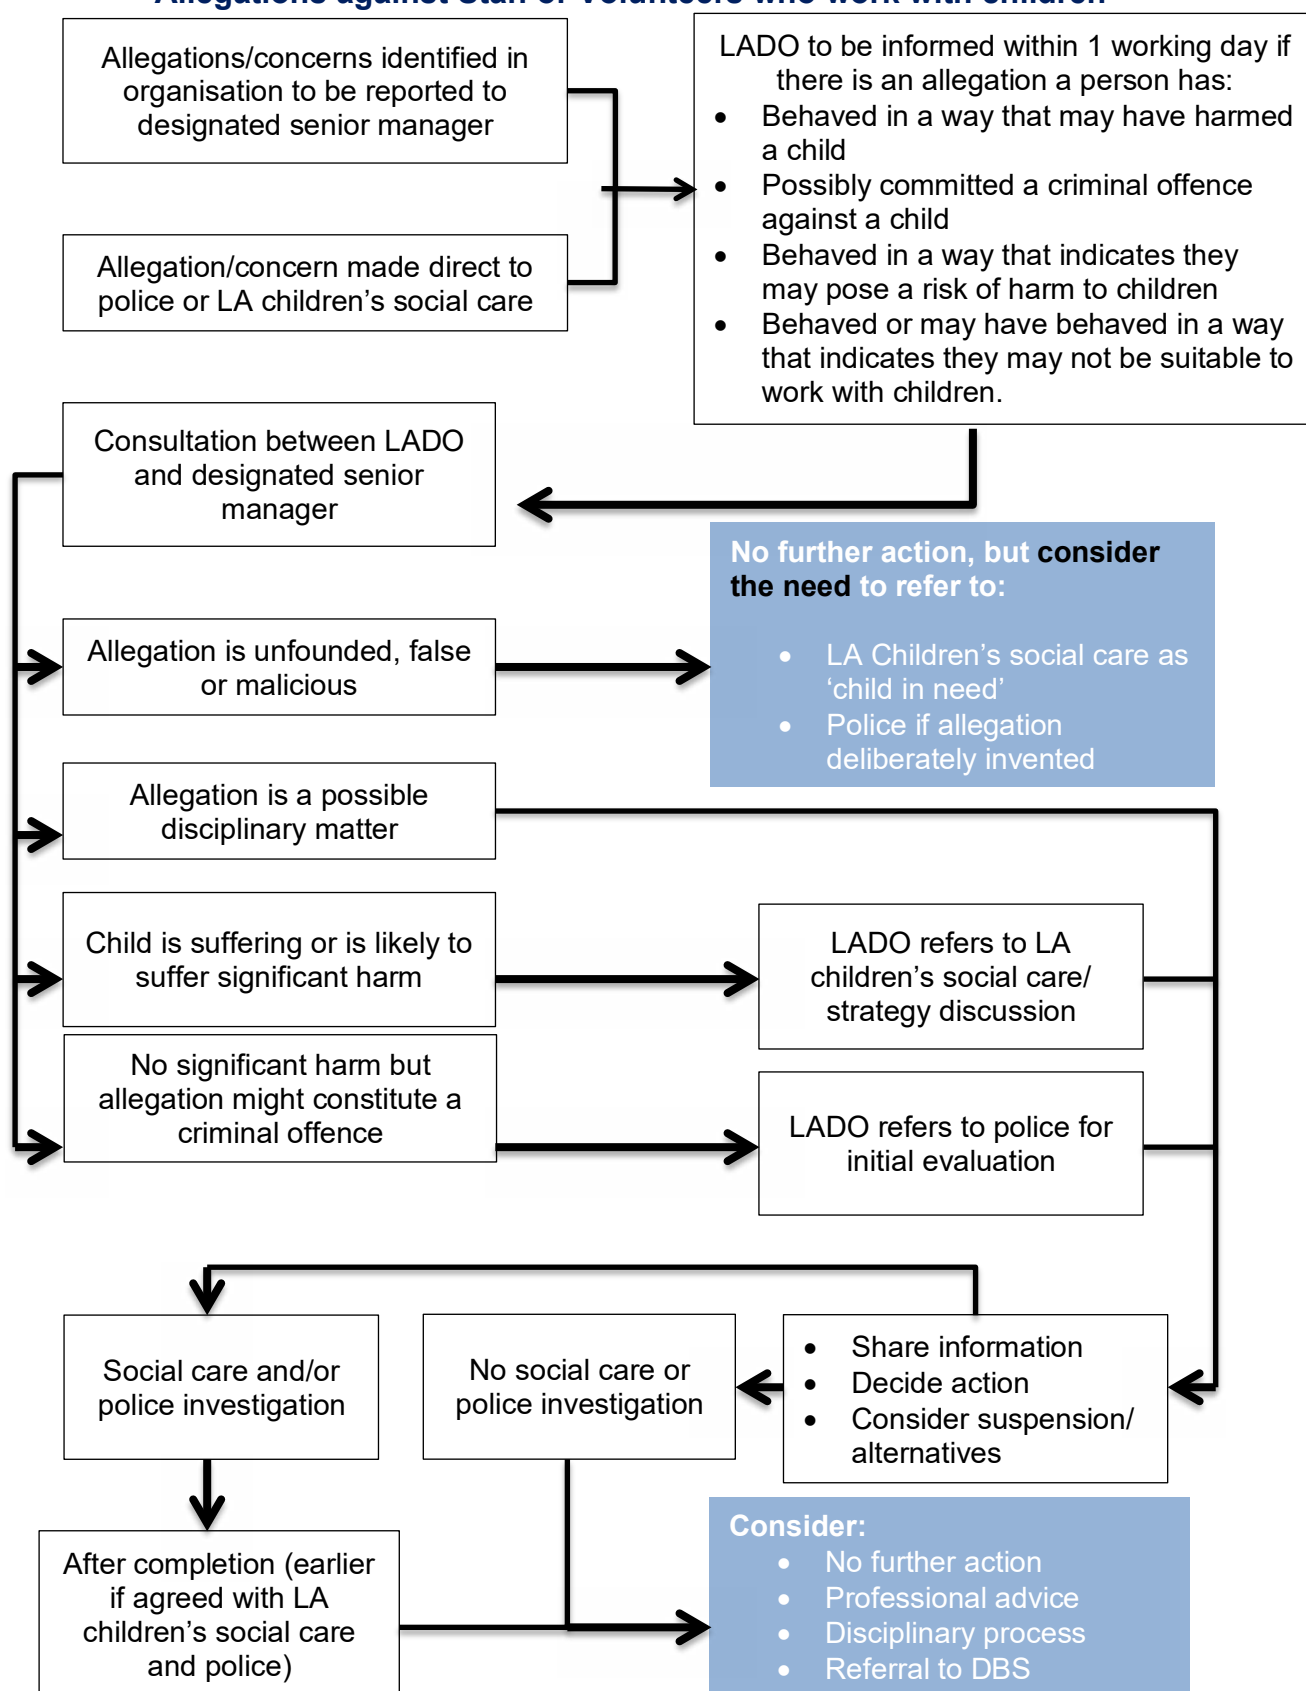 Allegations against Staff or Volunteers who work with children
Allegations/concerns identified in
organisation to be reported to
designated senior manager
LADO to be informed within 1 working day if
there is an allegation a person has:
• Behaved in a way that may have harmed
a child
• Possibly committed a criminal offence
against a child
• Behaved in a way that indicates they
may pose a risk of harm to children
• Behaved or may have behaved in a way
that indicates they may not be suitable to
work with children.
Allegation/concern made direct to
police or LA children’s social care
Consultation between LADO
and designated senior
manager
No further action, but consider
the need to refer to:
• LA Children’s social care as
‘child in need’
• Police if allegation
deliberately invented
Allegation is unfounded, false
or malicious
Allegation is a possible
disciplinary matter
Child is suffering or is likely to
suffer significant harm
LADO refers to LA
children’s social care/
strategy discussion
No significant harm but
allegation might constitute a
criminal offence
LADO refers to police for
initial evaluation
Social care and/or
police investigation
No social care or
police investigation
• Share information
• Decide action
• Consider suspension/
alternatives
After completion (earlier
if agreed with LA
children’s social care
and police)
Consider:
• No further action
• Professional advice
• Disciplinary process
• Referral to DBS